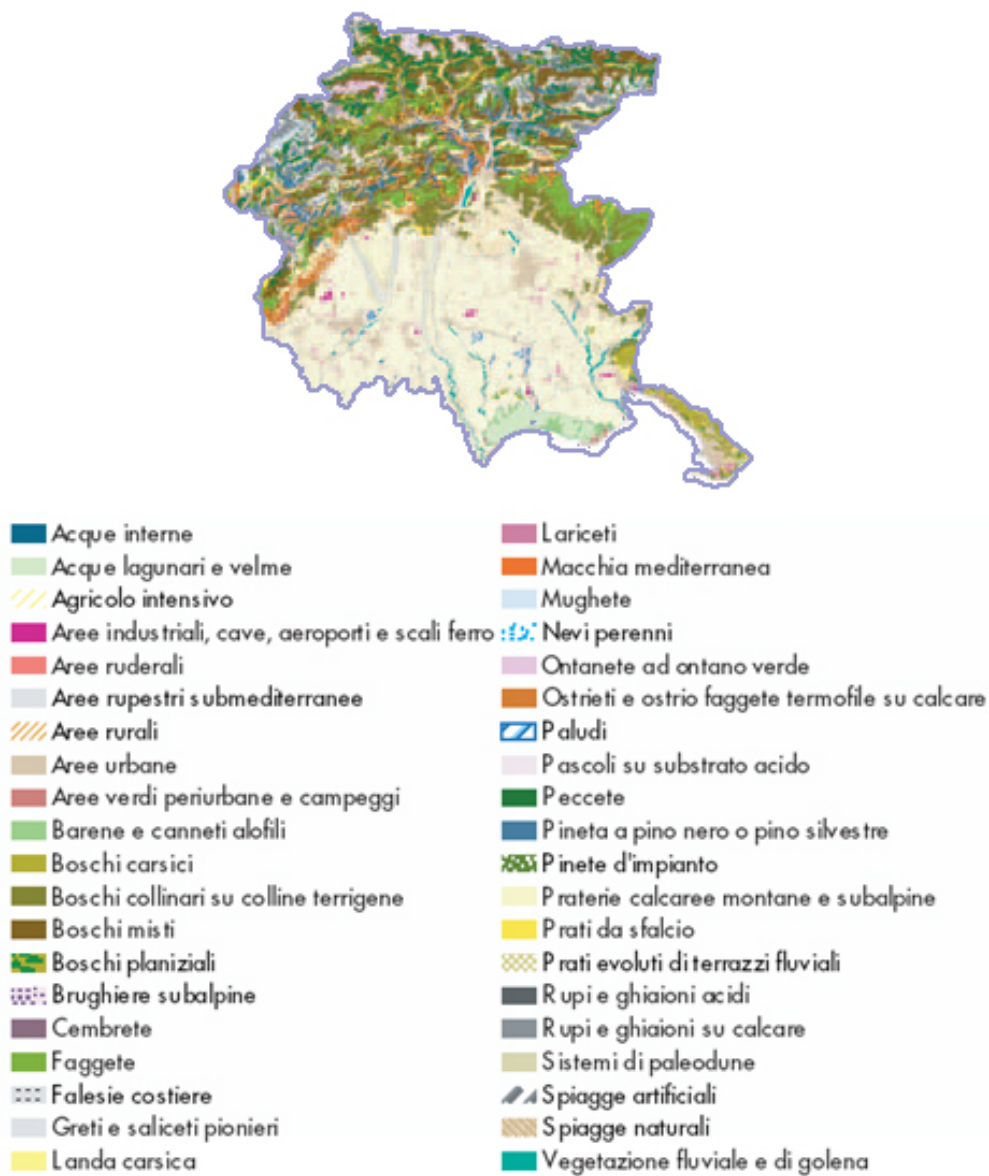 Acque interne
Acque lagunari e velme
Agricolo intensivo
Aree industriali, cave, aeroporti e scali ferro
Aree ruderali
Aree rupestri submediterranee
Aree rurali
Aree urbane
Aree verdi periurbane e campeggi
Barene e canneti alofili
Boschi carsici
Boschi collinari su colline terrigene
Boschi misti
Boschi planiziali
Brughiere subalpine
Cembrete
Faggete
Falesie costiere
Greti e saliceti pionieri
Landa carsica
Lariceti
Macchia mediterranea
Mughete
Nevi perenni
Ontanete ad ontano verde
Ostrieti e ostrio faggete termofile su calcare
Paludi
Pascoli su substrato acido
Peccete
Pineta a pino nero o pino silvestre
Pinete d'impianto
Praterie calcaree montane e subalpine
Prati da sfalcio
Prati evoluti di terrazzi fluviali
Rupi e ghiaioni acidi
Rupi e ghiaioni su calcare
Sistemi di paleodune
Spiagge artificiali
Spiagge naturali
Vegetazione fluviale e di golena